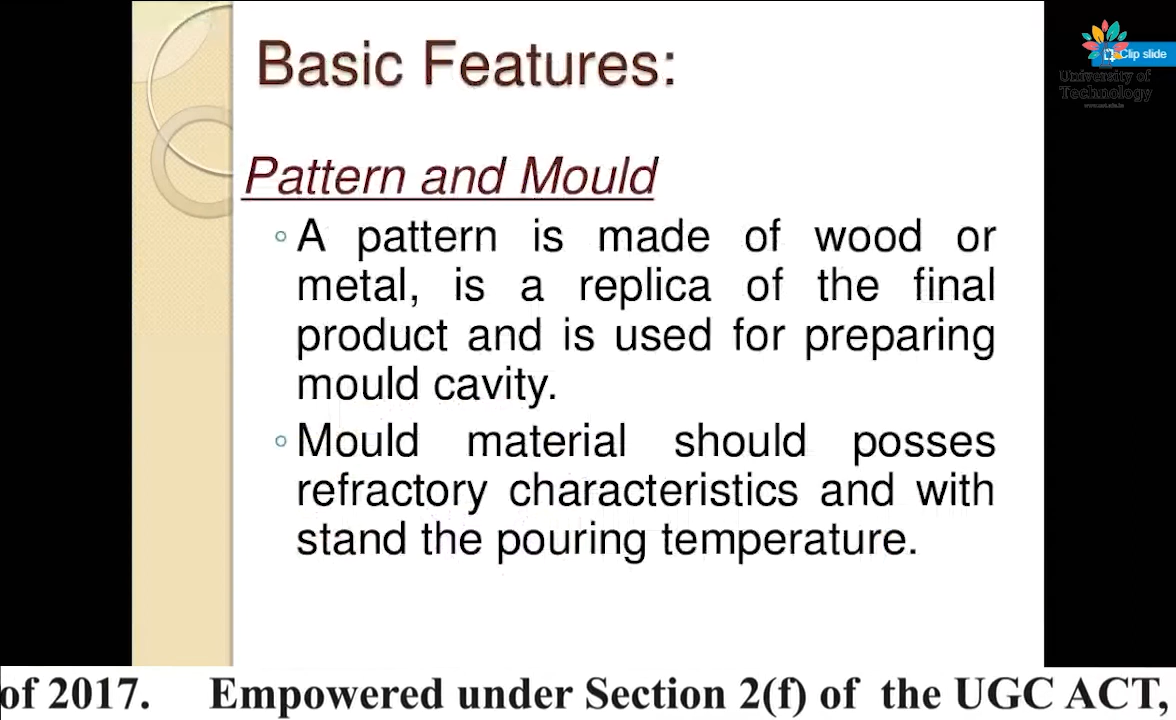 Basic Features:
Clip slide
University of
Technology
Pattern and Mould
A pattern is made of wood or
metal, is a replica of the final
product and is used for preparing
mould cavity.
Mould material should posses
refractory characteristics and with
stand the pouring temperature.
of 2017. Empowered under Section 2(f) of the UGC ACT,